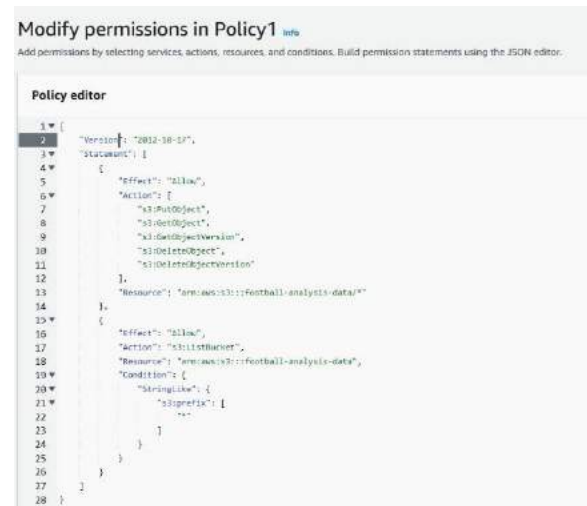 Modify permissions in Policy1 Info
Add permissions by selecting services, actions, resources, and conditions. Build permission statements using the JSON editor.
Policy editor
1 {
2 "Version": "2012-10-17",
3 "Statement": [
4 {
5 "Effect": "Allow",
6 "Action": [
7 "s3:PutObject",
8 "s3:GetObject",
9 "s3:GetObjectVersion",
10 "s3:DeleteObject",
11 "s3:DeleteObjectVersion"
12 ],
13 "Resource": "arn:aws:s3:::football-analysis-data/*"
14 },
15 {
16 "Effect": "Allow",
17 "Action": "s3:ListBucket",
18 "Resource": "arn:aws:s3:::football-analysis-data",
19 "Condition": {
20 "StringLike": {
21 "s3:prefix": [
22 "*"
23 ]
24 }
25 }
26 }
27 ]
28 }